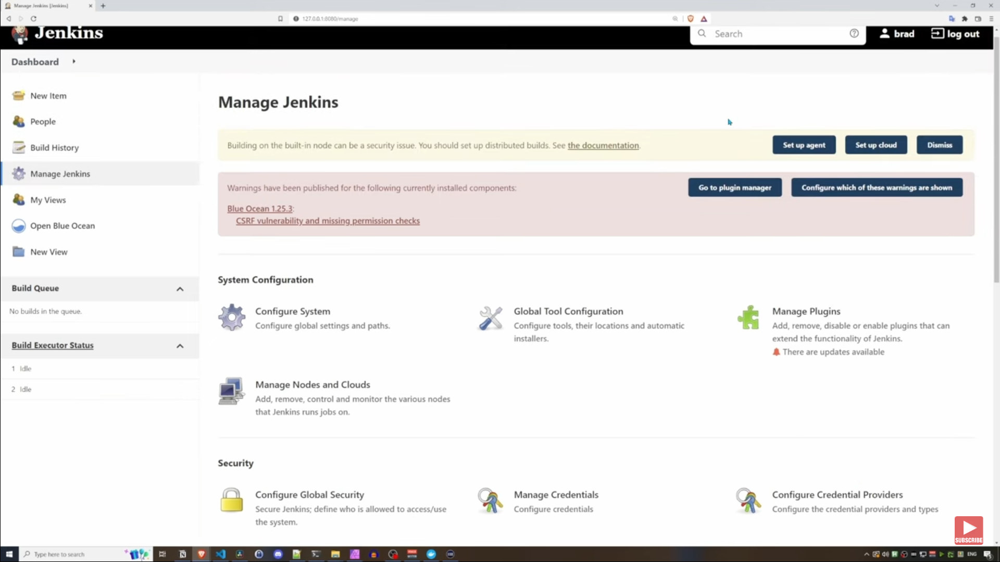 Manage Jenkins [Jenkins]
127.0.0.1:8080/manage
Jenkins
Search
brad
log out
Dashboard
New Item
People
Build History
Manage Jenkins
My Views
Open Blue Ocean
New View
Build Queue
No builds in the queue.
Build Executor Status
1 Idle
2 Idle
Manage Jenkins
Building on the built-in node can be a security issue. You should set up distributed builds. See the documentation.
Set up agent
Set up cloud
Dismiss
Warnings have been published for the following currently installed components:
Go to plugin manager
Configure which of these warnings are shown
Blue Ocean 1.25.3:
CSRF vulnerability and missing permission checks
System Configuration
Configure System
Configure global settings and paths.
Global Tool Configuration
Configure tools, their locations and automatic
installers.
Manage Plugins
Add, remove, disable or enable plugins that can
extend the functionality of Jenkins.
There are updates available
Manage Nodes and Clouds
Add, remove, control and monitor the various nodes
that Jenkins runs jobs on.
Security
Configure Global Security
Secure Jenkins; define who is allowed to access/use
the system.
Manage Credentials
Configure credentials
Configure Credential Providers
Configure the credential providers and types
SUBSCRIBE
Type here to search
ENG